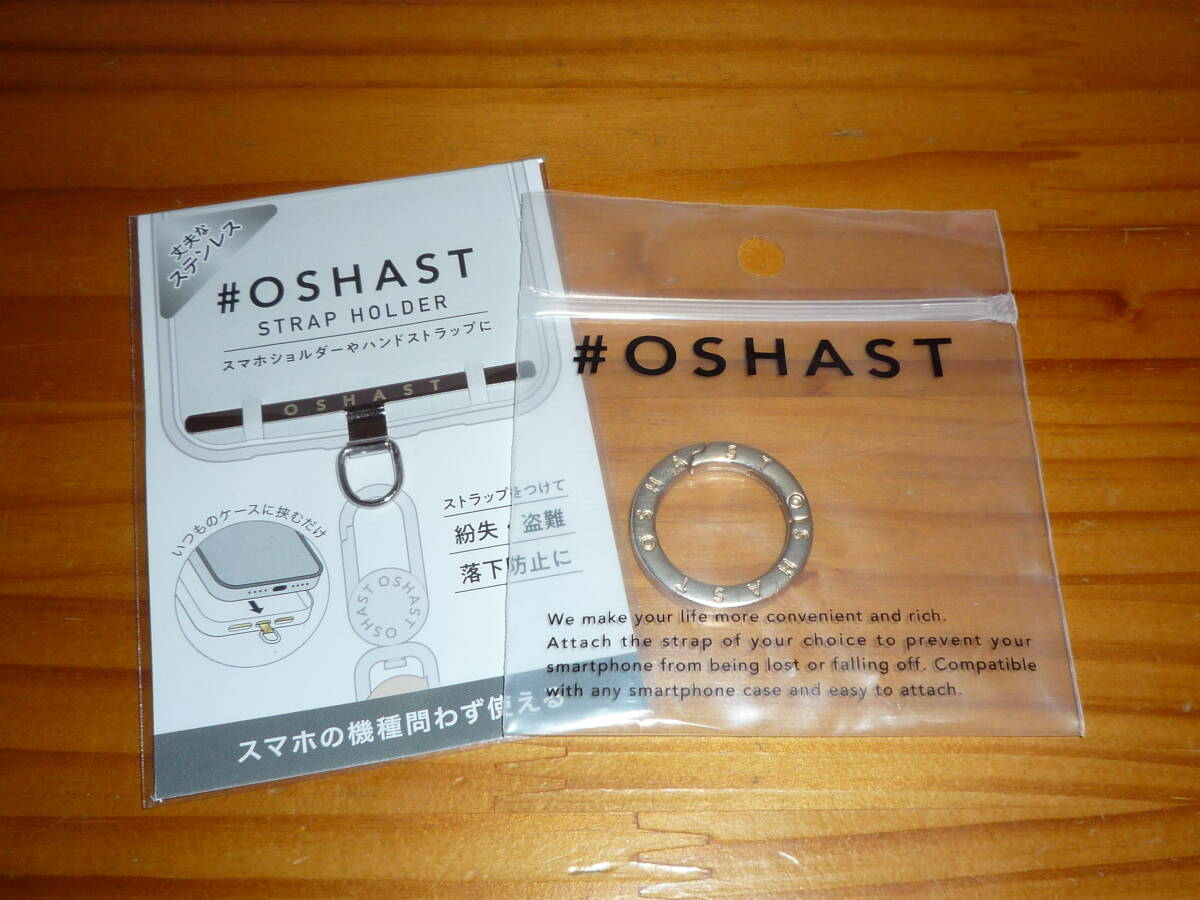 丈夫な
ステンレス
#OSHAST
STRAP HOLDER
スマホショルダーやハンドストラップに
OSHAST
ストラップをつけて
紛失・盗難
落下防止に
いつものケースに挟むだけ
OSHAST OSHAST
スマホの機種問わず使える
#OSHAST
OSHAST OSHAST
We make your life more convenient and rich.
Attach the strap of your choice to prevent your
smartphone from being lost or falling off. Compatible
with any smartphone case and easy to attach.